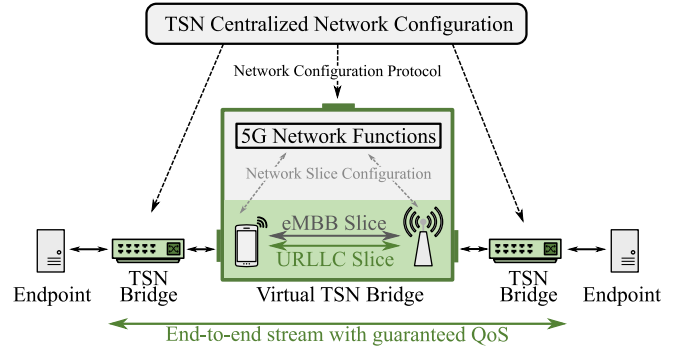 TSN Centralized Network Configuration
Network Configuration Protocol
5G Network Functions
Network Slice Configuration
eMBB Slice
URLLC Slice
Endpoint
TSN
Bridge
Virtual TSN Bridge
TSN
Bridge
Endpoint
End-to-end stream with guaranteed QoS